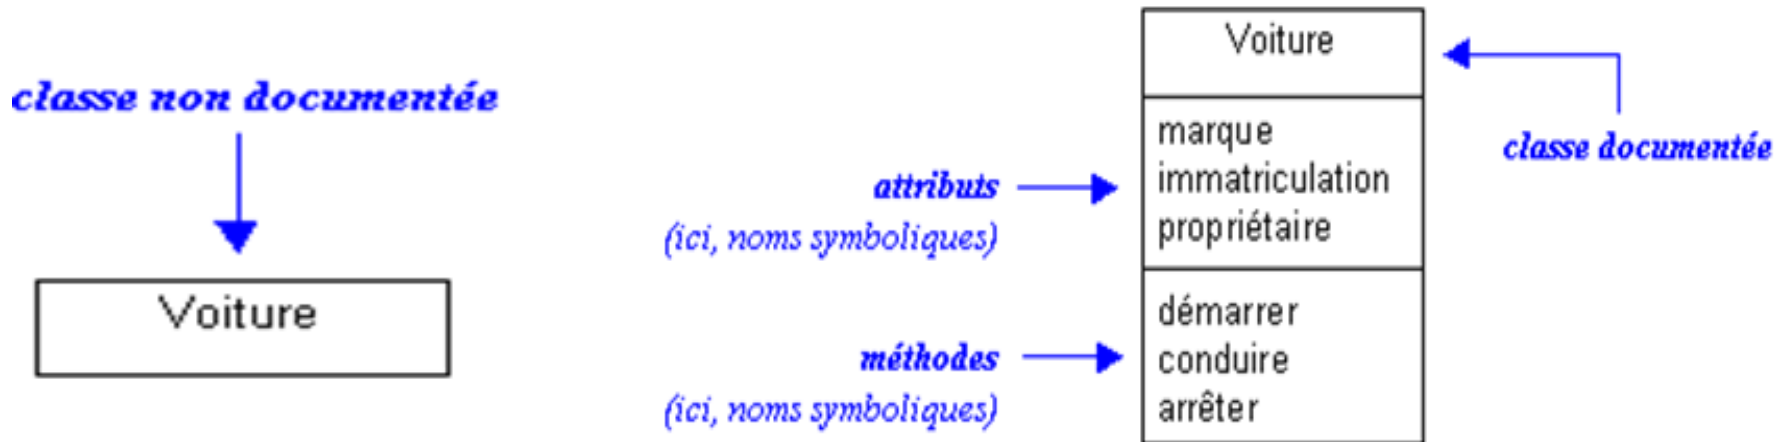 classe non documentée
Voiture
Voiture
classe documentée
marque
immatriculation
propriétaire
attributs
(ici, noms symboliques)
démarrer
conduire
arrêter
méthodes
(ici, noms symboliques)